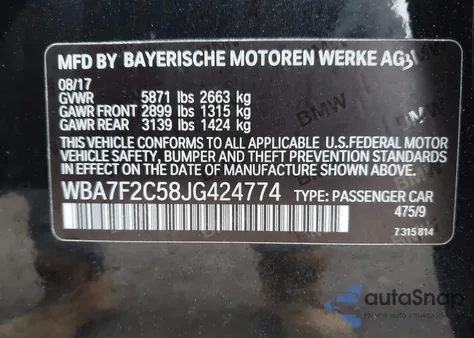 MFD BY BAYERISCHE MOTOREN WERKE AG
08/17
GVWR 5871 lbs 2663 kg
GAWR FRONT 2899 lbs 1315 kg
GAWR REAR 3139 lbs 1424 kg
THIS VEHICLE CONFORMS TO ALL APPLICABLE U.S.FEDERAL MOTOR
VEHICLE SAFETY, BUMPER, AND THEFT PREVENTION STANDARDS
IN EFFECT ON THE DATE OF MANUFACTURE SHOWN ABOVE.
WBA7F2C58JG424774 TYPE: PASSENGER CAR
475/9
7 315 814
autoSnap